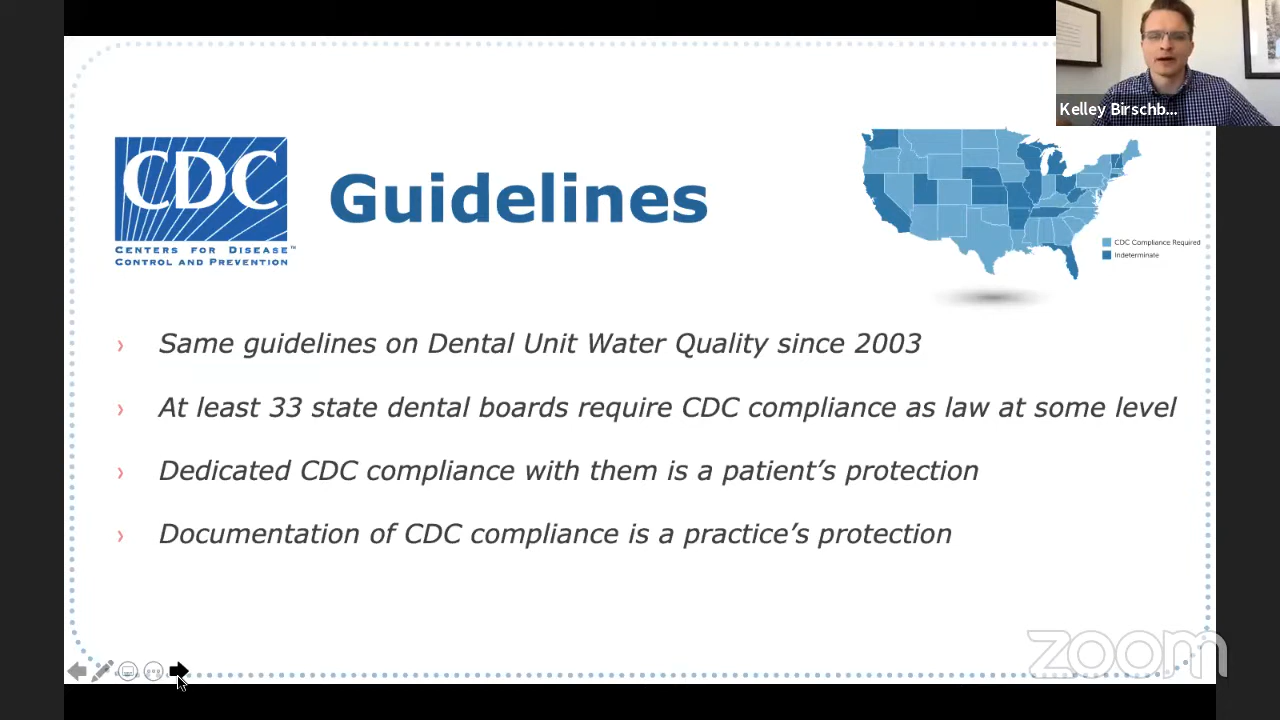 Kelley Birschb...
CDC
CENTERS FOR DISEASE™
CONTROL AND PREVENTION
Guidelines
CDC Compliance Required
Indeterminate
› Same guidelines on Dental Unit Water Quality since 2003
› At least 33 state dental boards require CDC compliance as law at some level
› Dedicated CDC compliance with them is a patient’s protection
› Documentation of CDC compliance is a practice’s protection
zoom